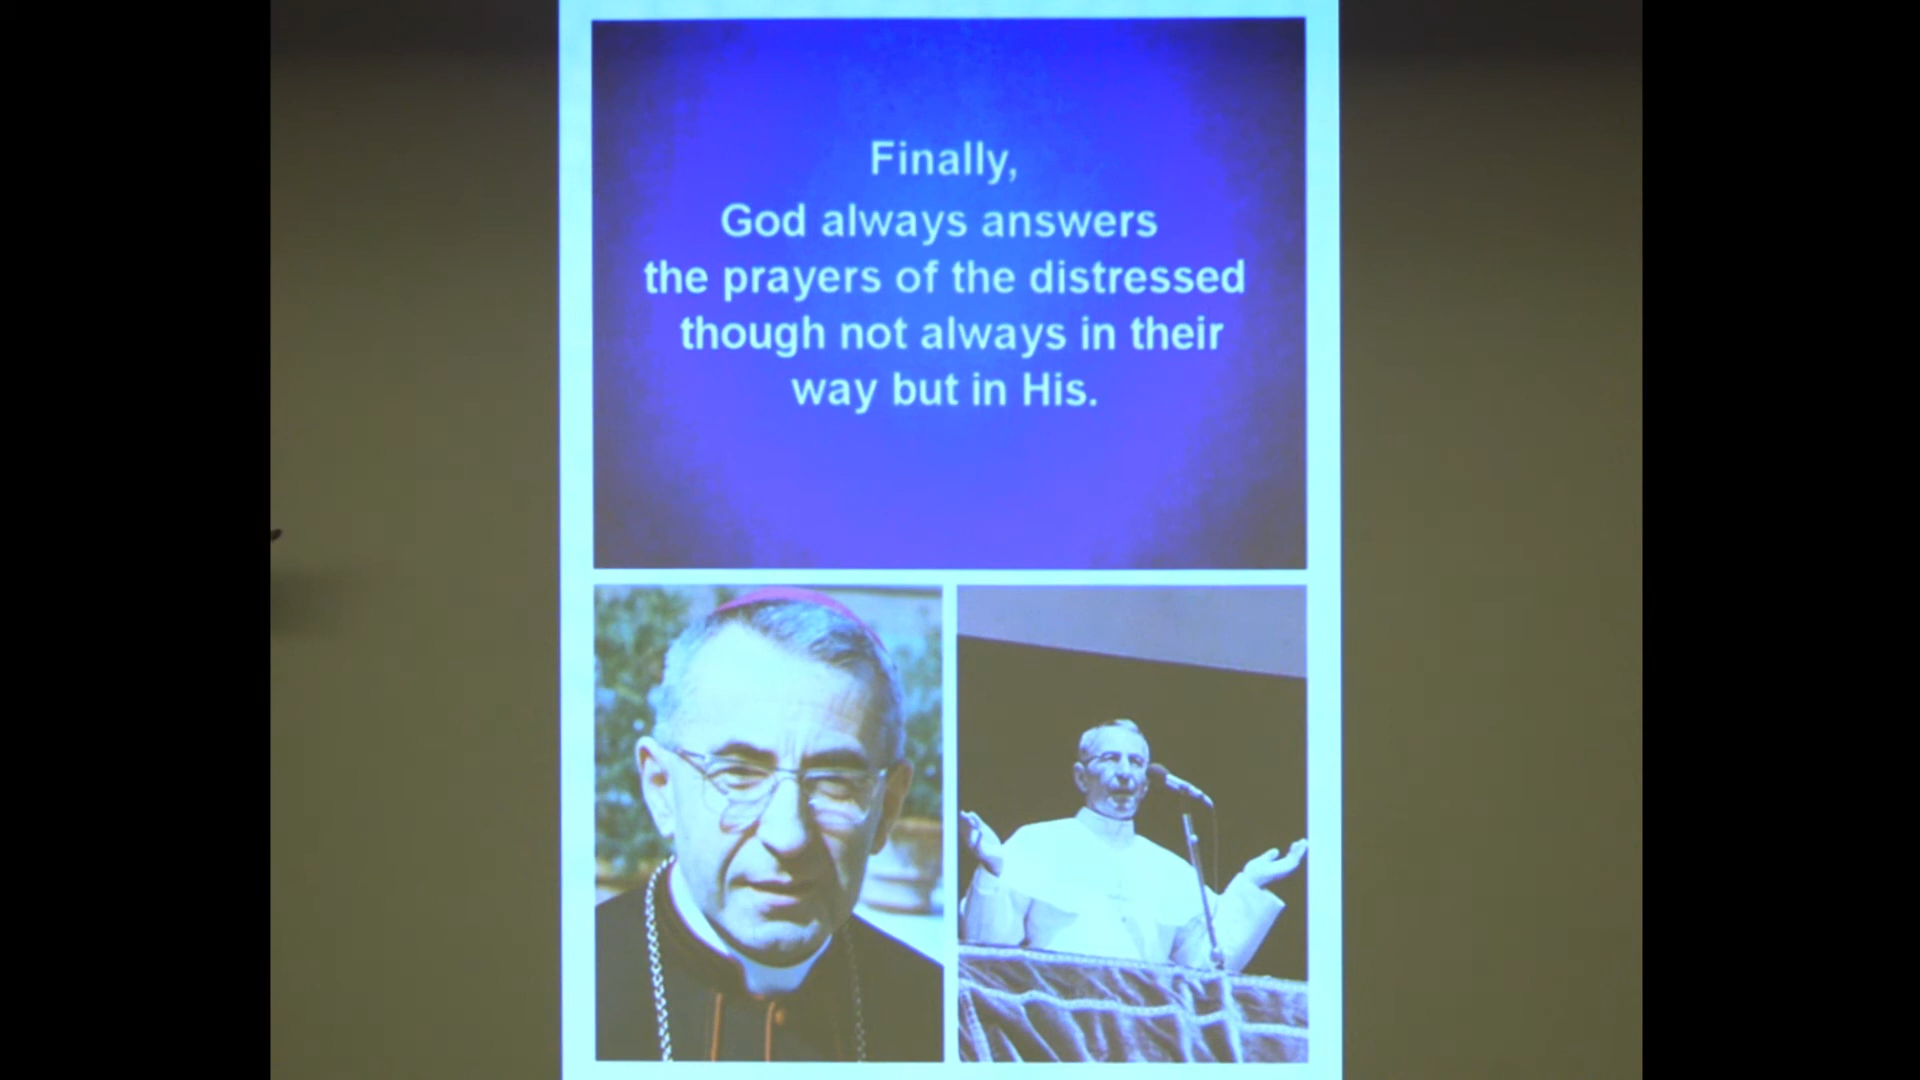 Finally,
God always answers
the prayers of the distressed
though not always in their
way but in His.